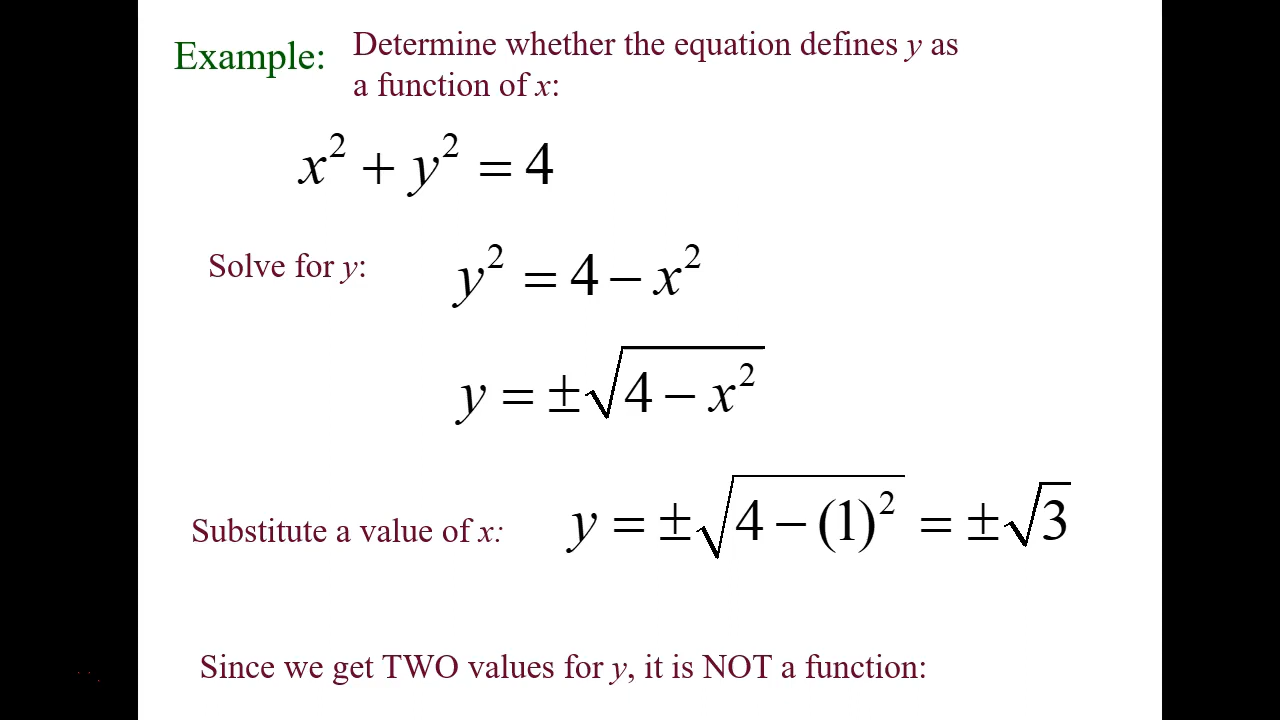 Example: Determine whether the equation defines y as
a function of x:
x² + y² = 4
Solve for y: y² = 4 − x²
y = ±√(4 − x²)
Substitute a value of x: y = ±√(4 − (1)²) = ±√3
Since we get TWO values for y, it is NOT a function: